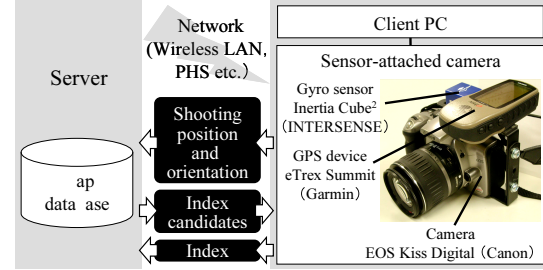 Server
ap
data ase
Network
(Wireless LAN,
PHS etc.)
Shooting
position
and
orientation
Index
candidates
Index
Client PC
Sensor-attached camera
Gyro sensor
Inertia Cube²
(INTERSENSE)
GPS device
eTrex Summit
(Garmin)
Camera
EOS Kiss Digital (Canon)